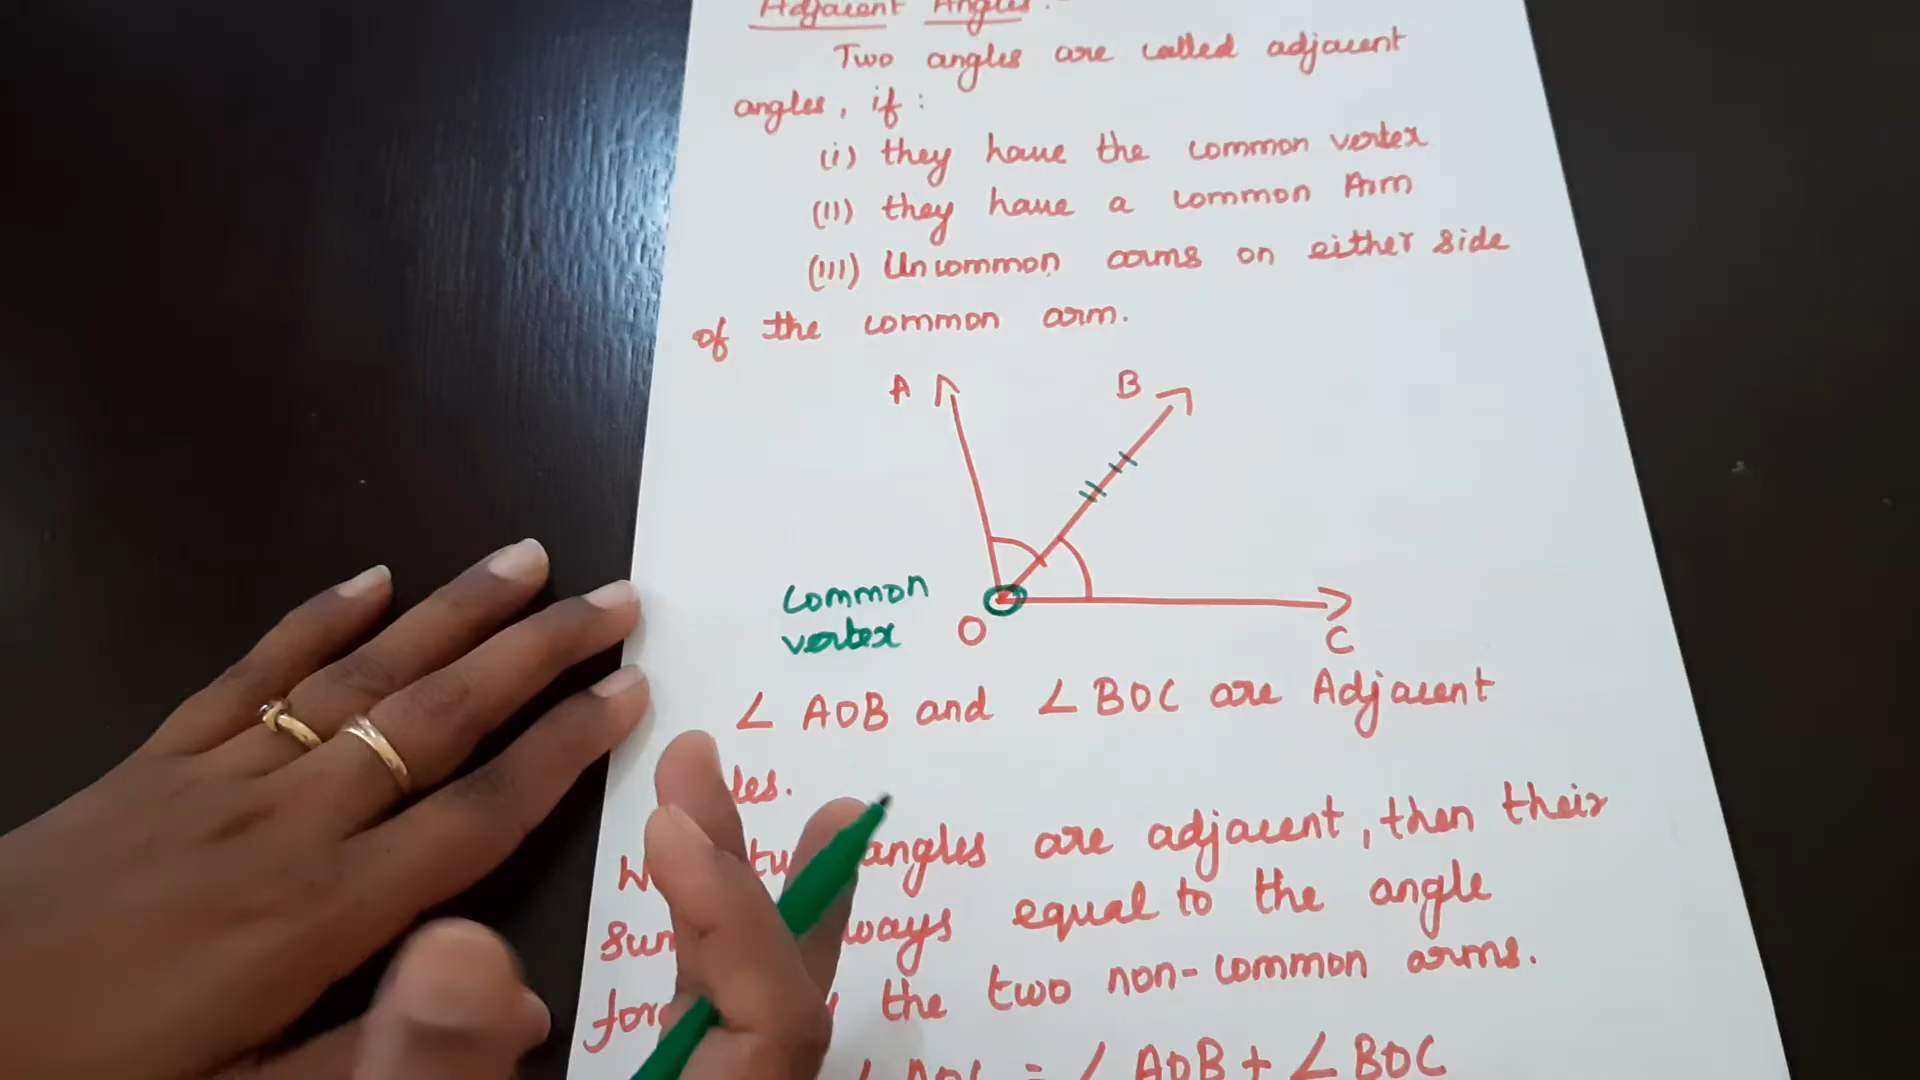 Adjacent Angles:
Two angles are called adjacent
angles, if:
(i) they have the common vertex
(ii) they have a common Arm
(iii) Uncommon arms on either side
of the common arm.
A B
Common
vertex
O C
∠ AOB and ∠ BOC are Adjacent
les.
angles are adjacent, then their
ways equal to the angle
the two non-common arms.
∠ AOC = ∠ AOB + ∠ BOC